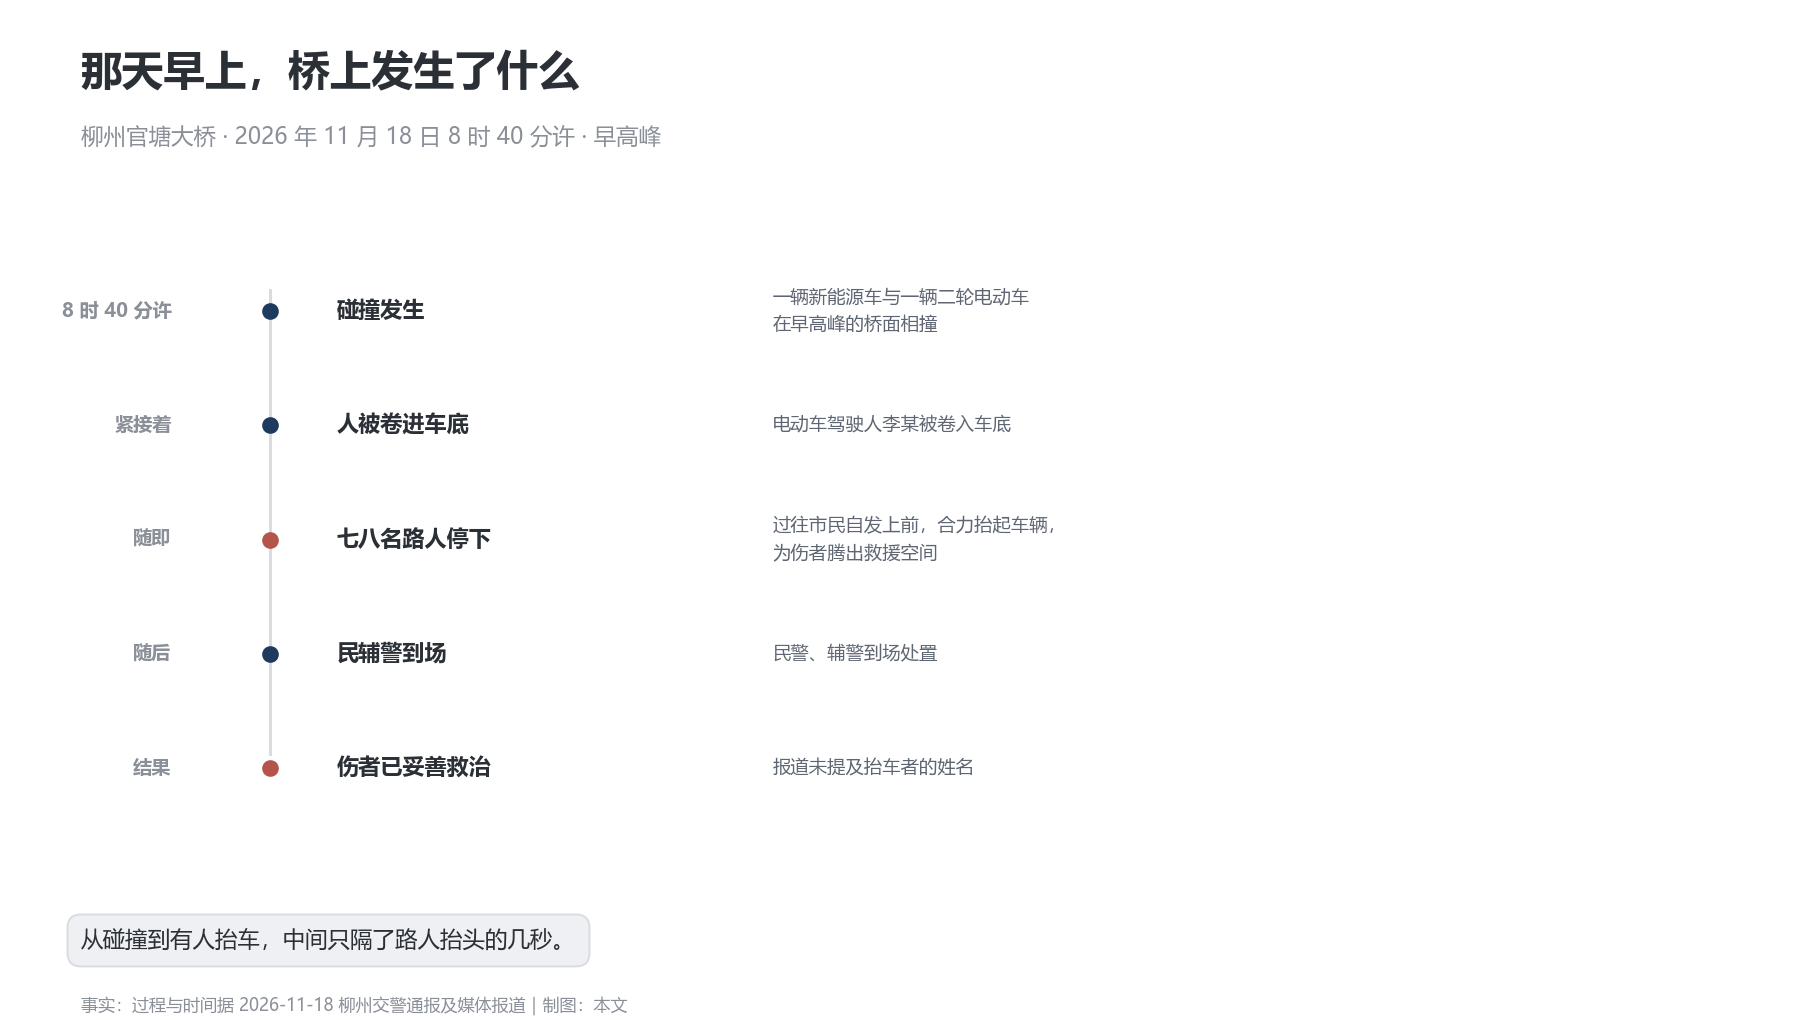 那天早上，桥上发生了什么
柳州官塘大桥 · 2026 年 11 月 18 日 8 时 40 分许 · 早高峰
8 时 40 分许
碰撞发生
一辆新能源车与一辆二轮电动车
在早高峰的桥面相撞
紧接着
人被卷进车底
电动车驾驶人李某被卷入车底
随即
七八名路人停下
过往市民自发上前，合力抬起车辆，
为伤者腾出救援空间
随后
民辅警到场
民警、辅警到场处置
结果
伤者已妥善救治
报道未提及抬车者的姓名
从碰撞到有人抬车，中间只隔了路人抬头的几秒。
事实：过程与时间据 2026-11-18 柳州交警通报及媒体报道 | 制图：本文